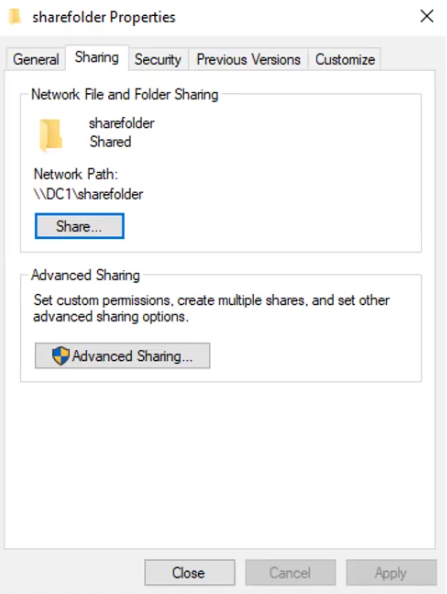 sharefolder Properties
General Sharing Security Previous Versions Customize
Network File and Folder Sharing
sharefolder
Shared
Network Path:
\\DC1\sharefolder
Share...
Advanced Sharing
Set custom permissions, create multiple shares, and set other
advanced sharing options.
Advanced Sharing...
Close Cancel Apply